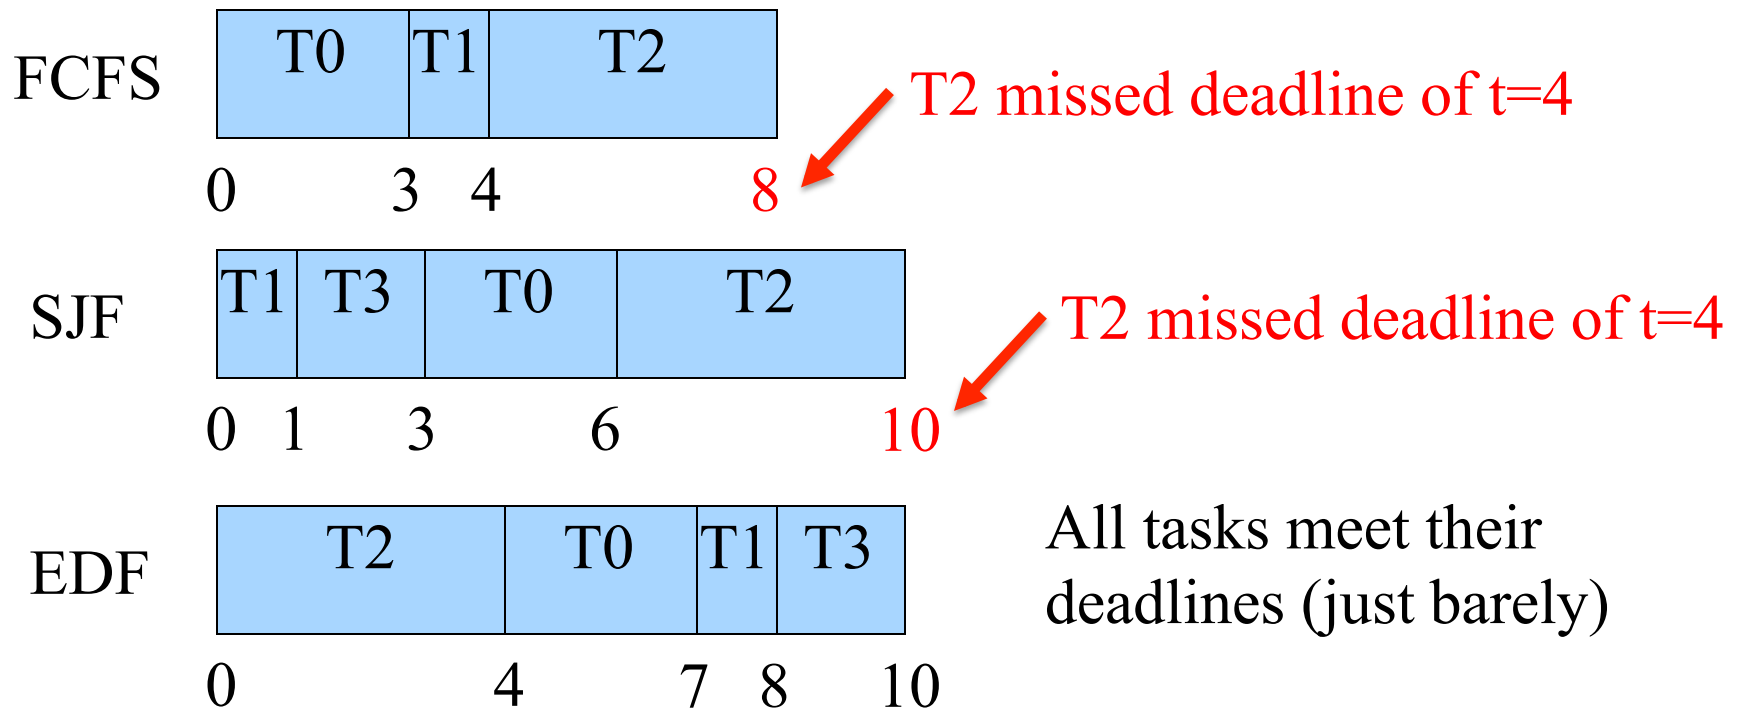 FCFS T0 T1 T2
T2 missed deadline of t=4
0 3 4 8
SJF T1 T3 T0 T2
T2 missed deadline of t=4
0 1 3 6 10
EDF T2 T0 T1 T3
All tasks meet their
deadlines (just barely)
0 4 7 8 10